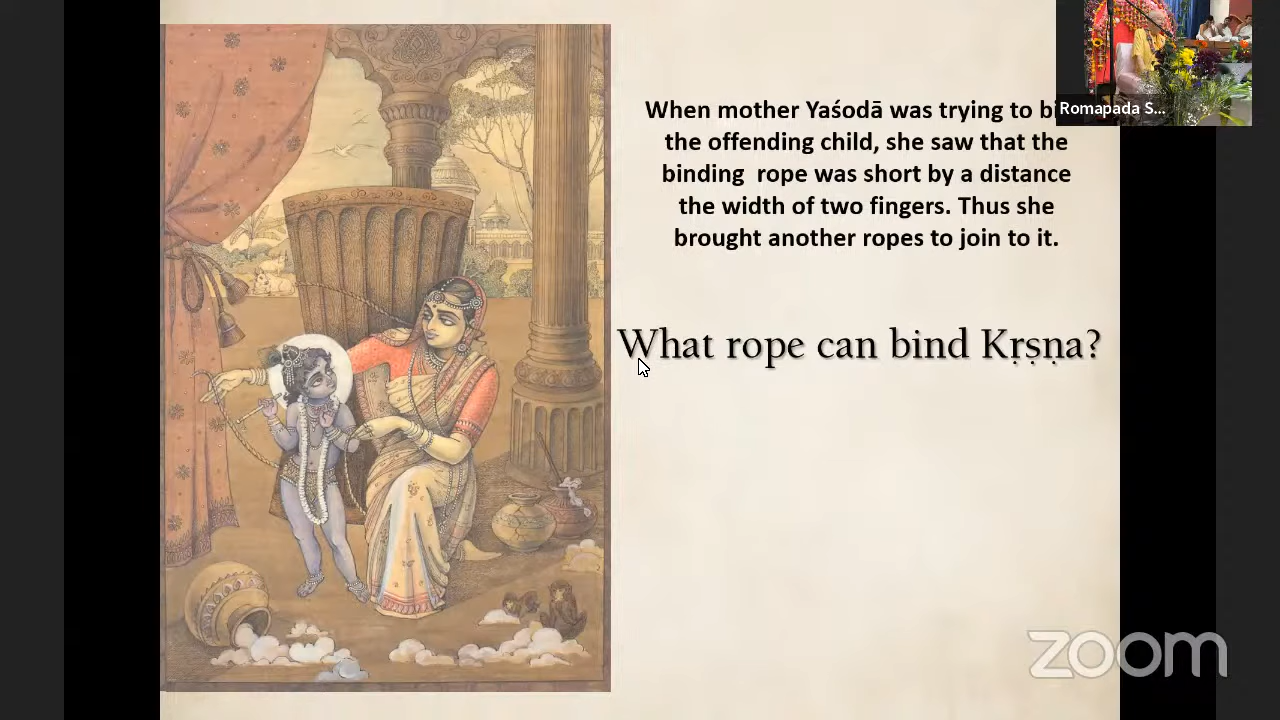 When mother Yaśodā was trying to
the offending child, she saw that the
binding rope was short by a distance
the width of two fingers. Thus she
brought another ropes to join to it.
What rope can bind Kṛṣṇa?
Romapada S...
zoom